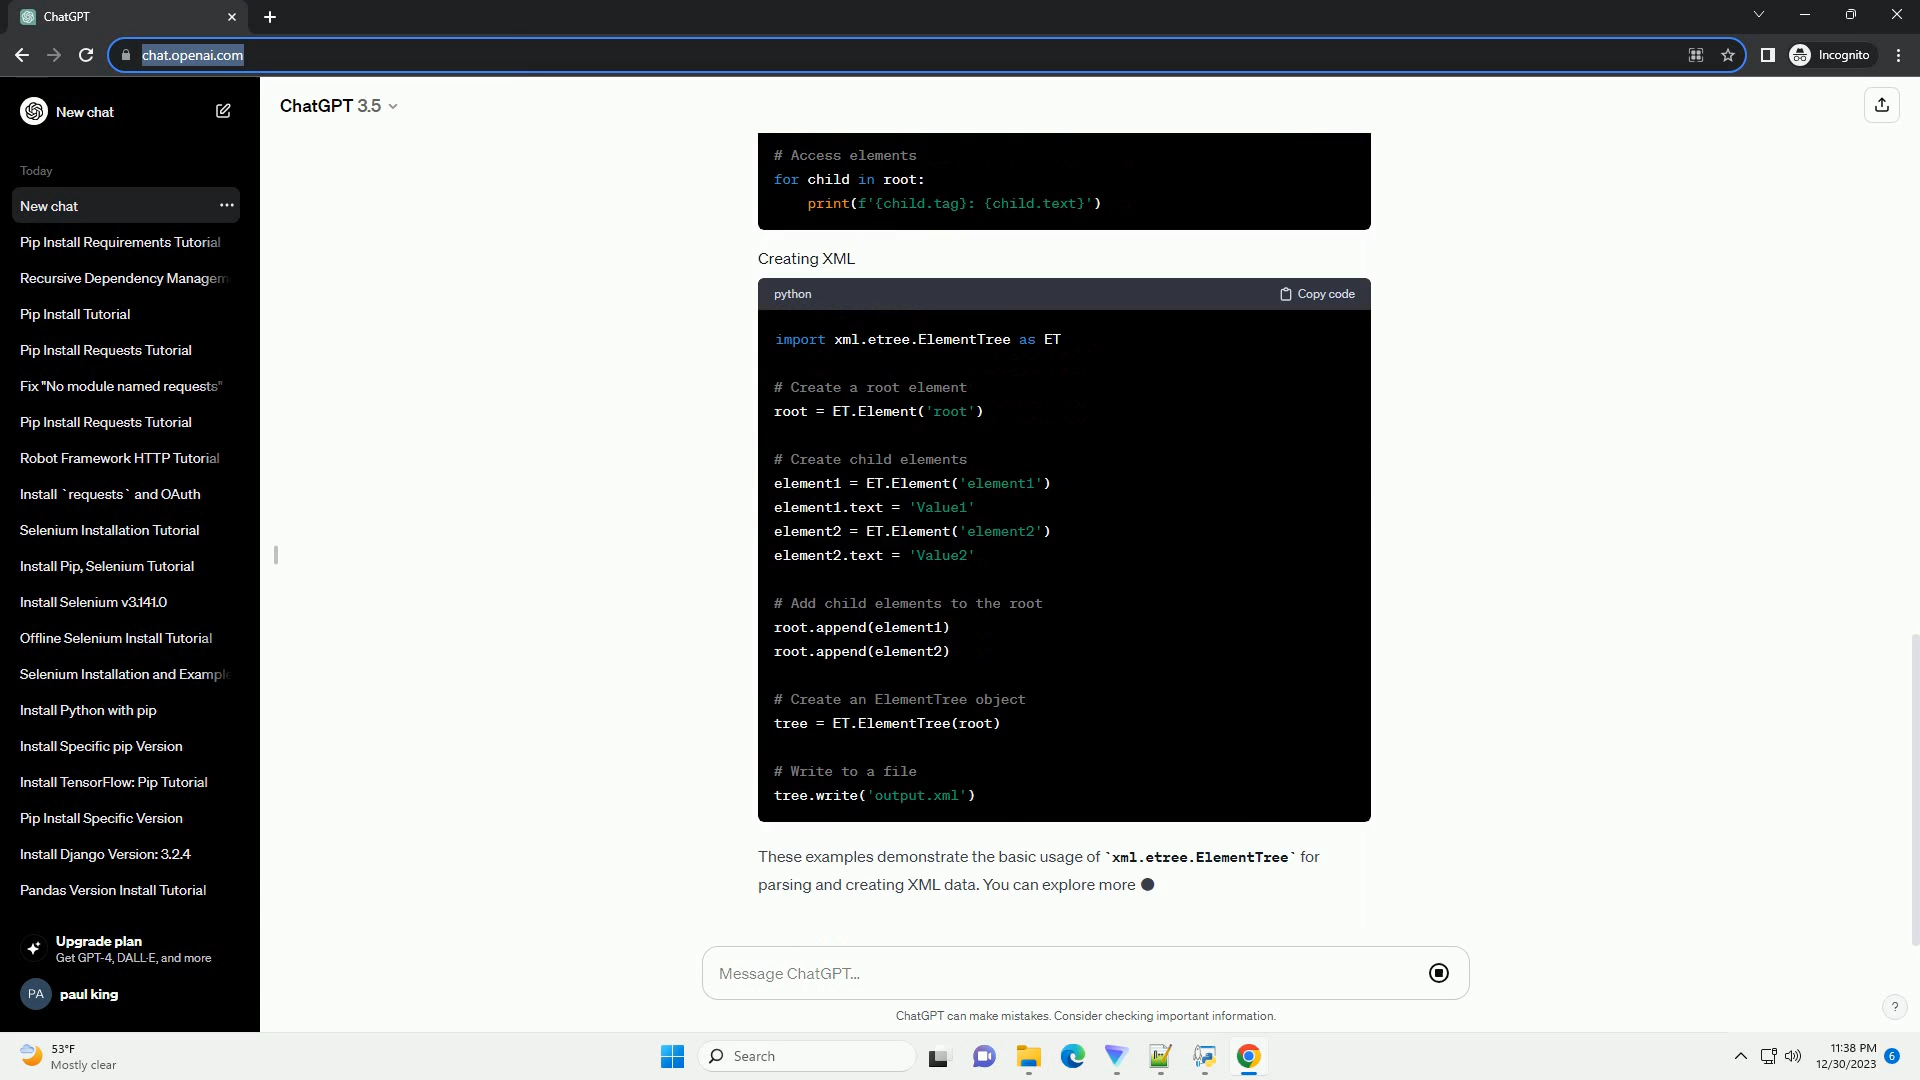 ChatGPT
chat.openai.com
Incognito
New chat
Today
New chat
Pip Install Requirements Tutorial
Recursive Dependency Managem
Pip Install Tutorial
Pip Install Requests Tutorial
Fix "No module named requests"
Pip Install Requests Tutorial
Robot Framework HTTP Tutorial
Install `requests` and OAuth
Selenium Installation Tutorial
Install Pip, Selenium Tutorial
Install Selenium v3.141.0
Offline Selenium Install Tutorial
Selenium Installation and Example
Install Python with pip
Install Specific pip Version
Install TensorFlow: Pip Tutorial
Pip Install Specific Version
Install Django Version: 3.2.4
Pandas Version Install Tutorial
Upgrade plan
Get GPT-4, DALL·E, and more
PA paul king
ChatGPT 3.5
# Access elements
for child in root:
    print(f'{child.tag}: {child.text}')
Creating XML
python Copy code
import xml.etree.ElementTree as ET
# Create a root element
root = ET.Element('root')
# Create child elements
element1 = ET.Element('element1')
element1.text = 'Value1'
element2 = ET.Element('element2')
element2.text = 'Value2'
# Add child elements to the root
root.append(element1)
root.append(element2)
# Create an ElementTree object
tree = ET.ElementTree(root)
# Write to a file
tree.write('output.xml')
These examples demonstrate the basic usage of `xml.etree.ElementTree` for
parsing and creating XML data. You can explore more
Message ChatGPT...
ChatGPT can make mistakes. Consider checking important information.
?
53°F
Mostly clear
Search
11:38 PM
12/30/2023
6